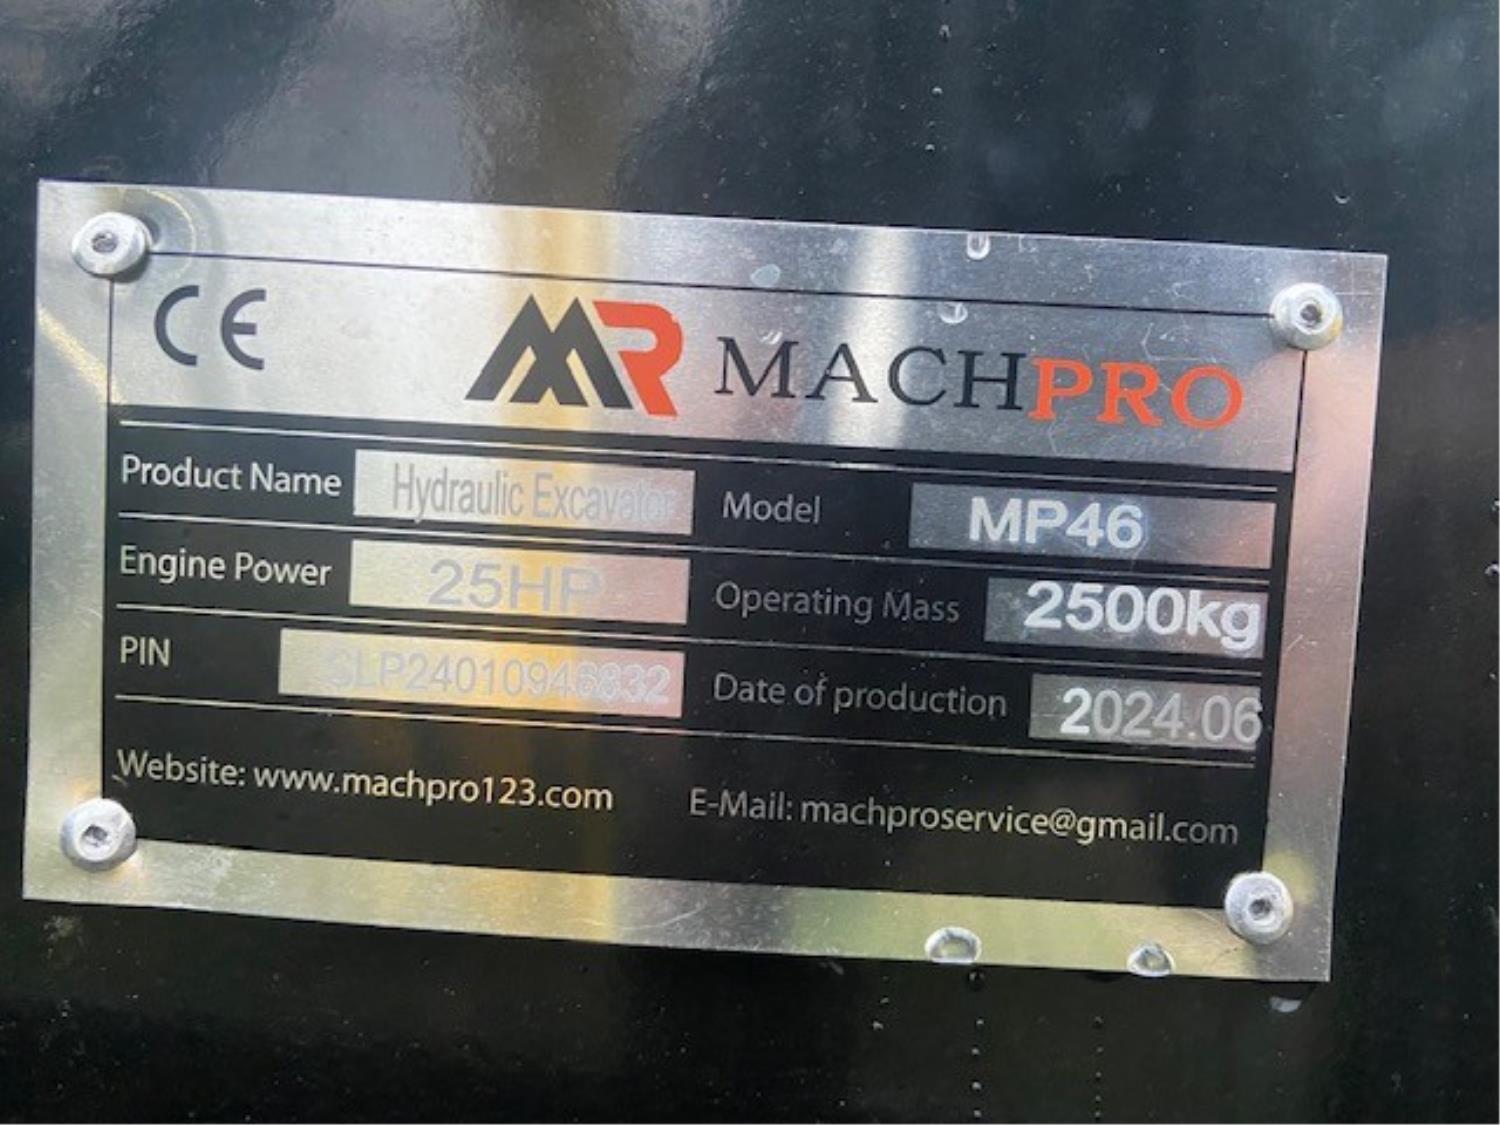 CE MR MACHPRO
Product Name Hydraulic Excavator Model MP46
Engine Power 25HP Operating Mass 2500kg
PIN SLP24010946832 Date of production 2024.06
Website: www.machpro123.com E-Mail: machproservice@gmail.com